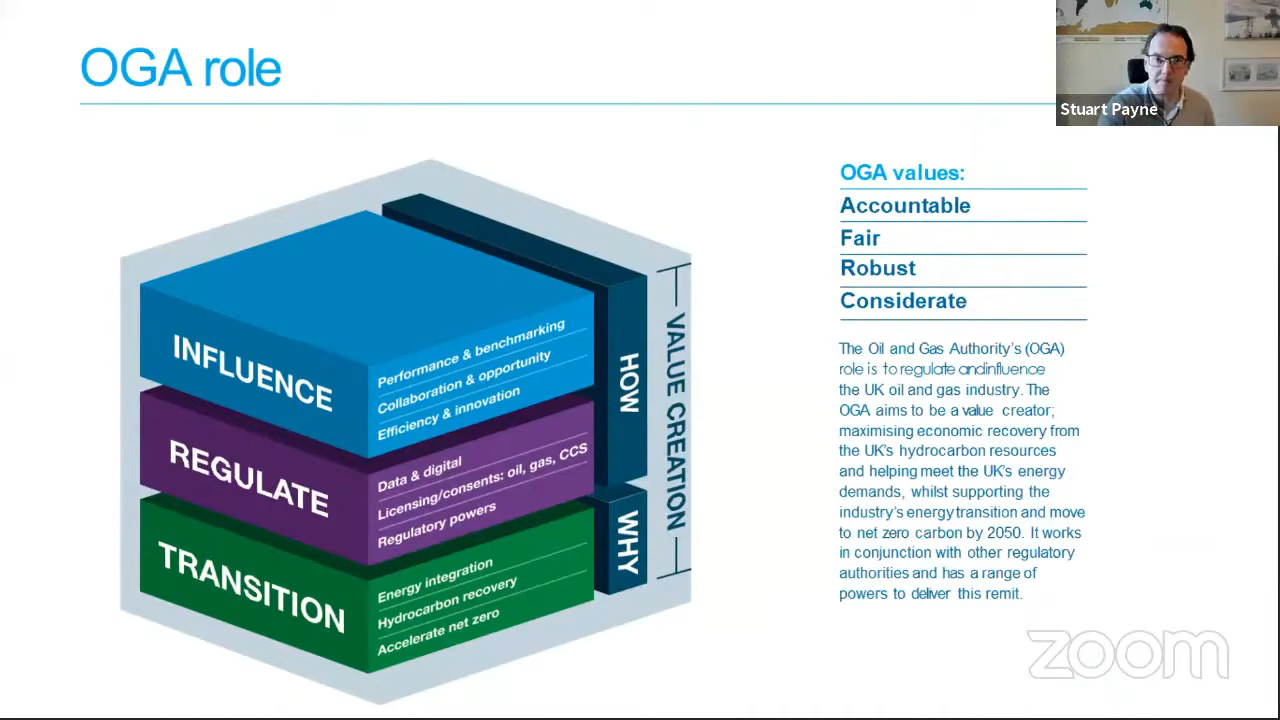 OGA role
Stuart Payne
INFLUENCE
Performance & benchmarking
Collaboration & opportunity
Efficiency & innovation
REGULATE
Data & digital
Licensing/consents: oil, gas, CCS
Regulatory powers
TRANSITION
Energy integration
Hydrocarbon recovery
Accelerate net zero
HOW
WHY
VALUE CREATION
OGA values:
Accountable
Fair
Robust
Considerate
The Oil and Gas Authority's (OGA)
role is to regulate andinfluence
the UK oil and gas industry. The
OGA aims to be a value creator;
maximising economic recovery from
the UK's hydrocarbon resources
and helping meet the UK's energy
demands, whilst supporting the
industry's energy transition and move
to net zero carbon by 2050. It works
in conjunction with other regulatory
authorities and has a range of
powers to deliver this remit.
zoom